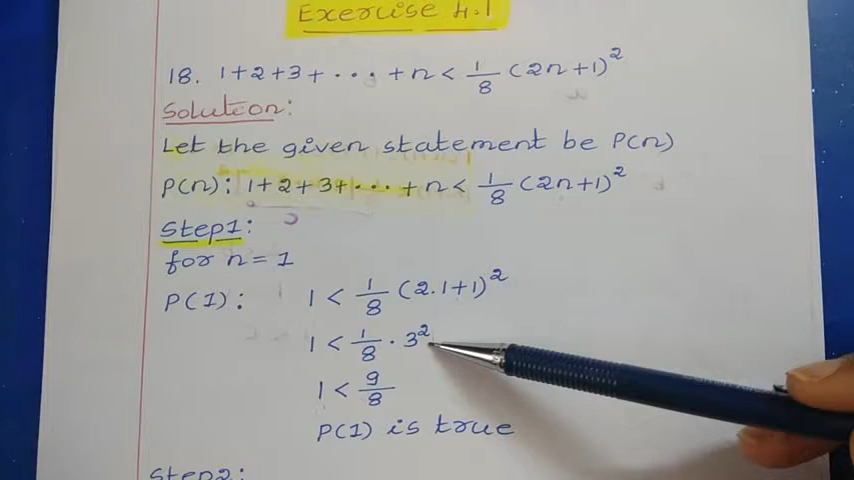 Exercise 4.1
18. 1+2+3+ ... +n < 1/8 (2n+1)²
Solution:
Let the given statement be P(n)
P(n): 1+2+3+ ... +n < 1/8 (2n+1)²
Step1:
for n = 1
P(1): 1 < 1/8 (2.1+1)²
1 < 1/8 · 3²
1 < 9/8
P(1) is true
Step2: